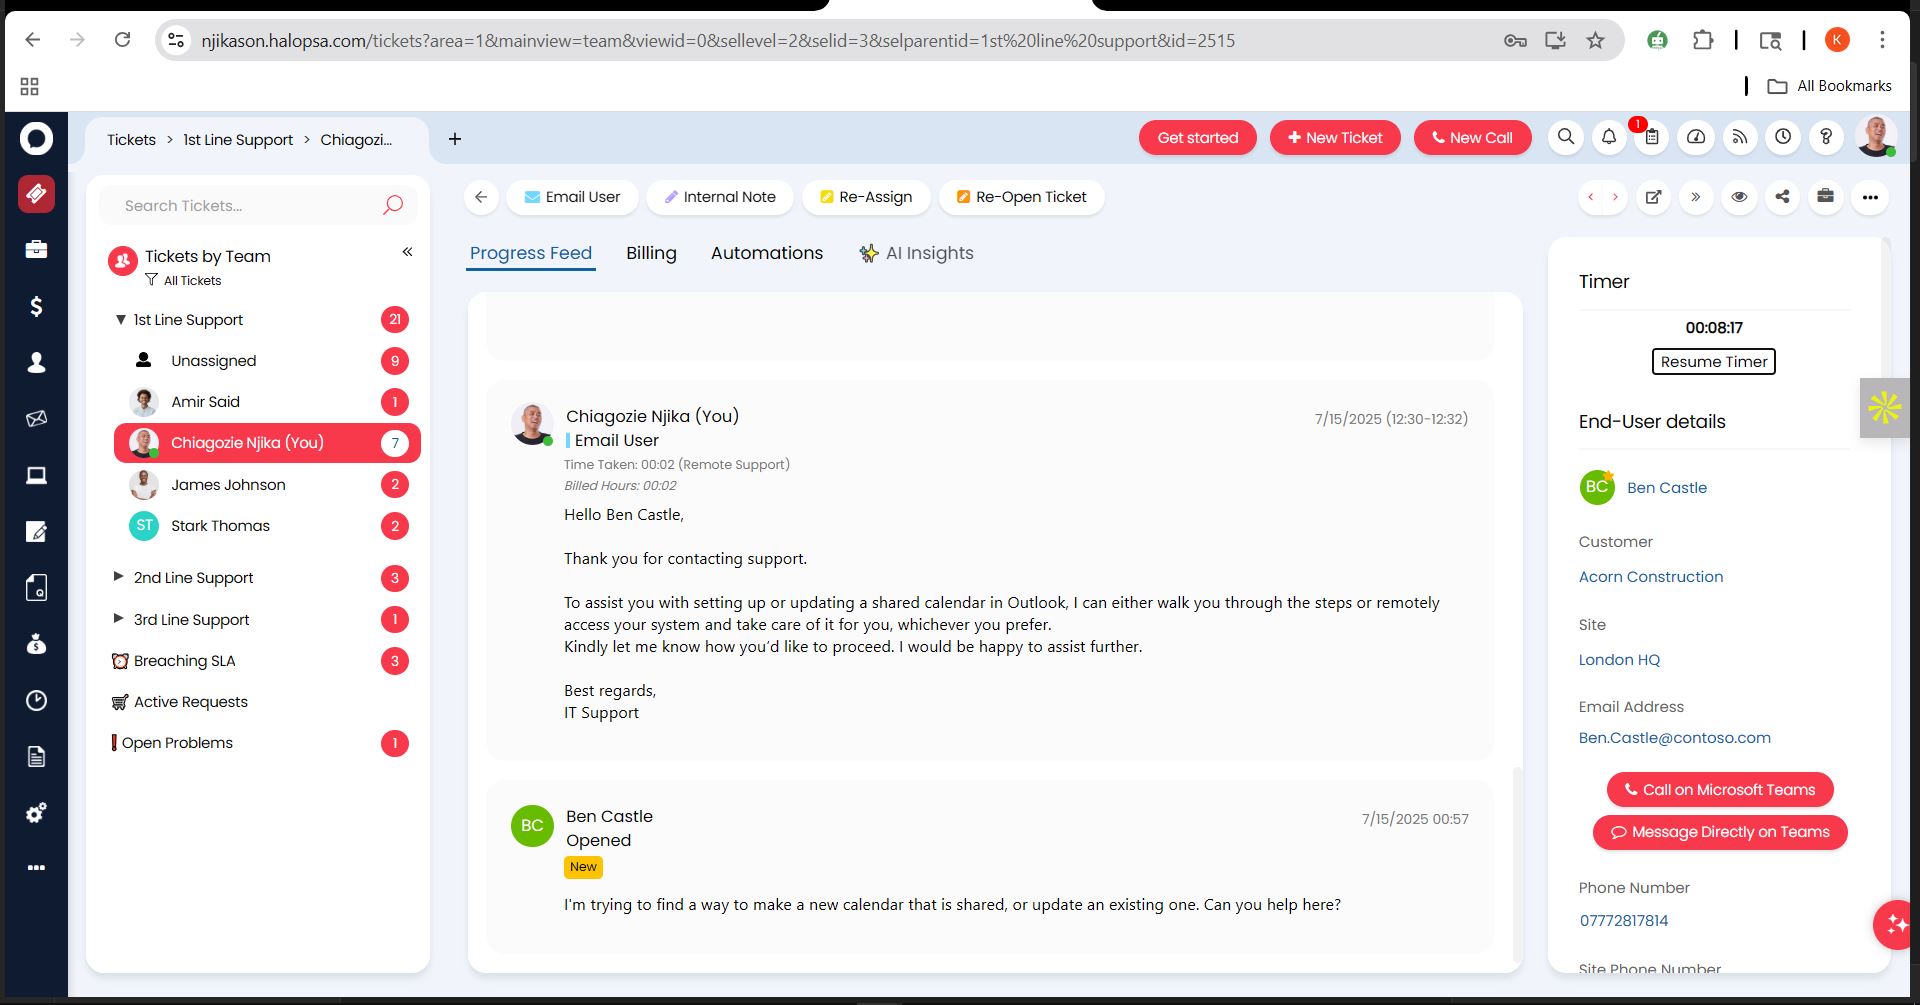 njikason.halopsa.com/tickets?area=1&mainview=team&viewid=0&sellevel=2&selid=3&selparentid=1st%20line%20support&id=2515
K
All Bookmarks
Tickets > 1st Line Support > Chiagozi...
+
Get started
New Ticket
New Call
1
Search Tickets...
Tickets by Team
All Tickets
1st Line Support 21
Unassigned 9
Amir Said 1
Chiagozie Njika (You) 7
James Johnson 2
ST Stark Thomas 2
2nd Line Support 3
3rd Line Support 1
Breaching SLA 3
Active Requests
Open Problems 1
Email User
Internal Note
Re-Assign
Re-Open Ticket
Progress Feed
Billing
Automations
AI Insights
Chiagozie Njika (You)
7/15/2025 (12:30-12:32)
Email User
Time Taken: 00:02 (Remote Support)
Billed Hours: 00:02
Hello Ben Castle,
Thank you for contacting support.
To assist you with setting up or updating a shared calendar in Outlook, I can either walk you through the steps or remotely
access your system and take care of it for you, whichever you prefer.
Kindly let me know how you’d like to proceed. I would be happy to assist further.
Best regards,
IT Support
BC
Ben Castle
7/15/2025 00:57
Opened
New
I'm trying to find a way to make a new calendar that is shared, or update an existing one. Can you help here?
Timer
00:08:17
Resume Timer
End-User details
BC
Ben Castle
Customer
Acorn Construction
Site
London HQ
Email Address
Ben.Castle@contoso.com
Call on Microsoft Teams
Message Directly on Teams
Phone Number
07772817814
Site Phone Number